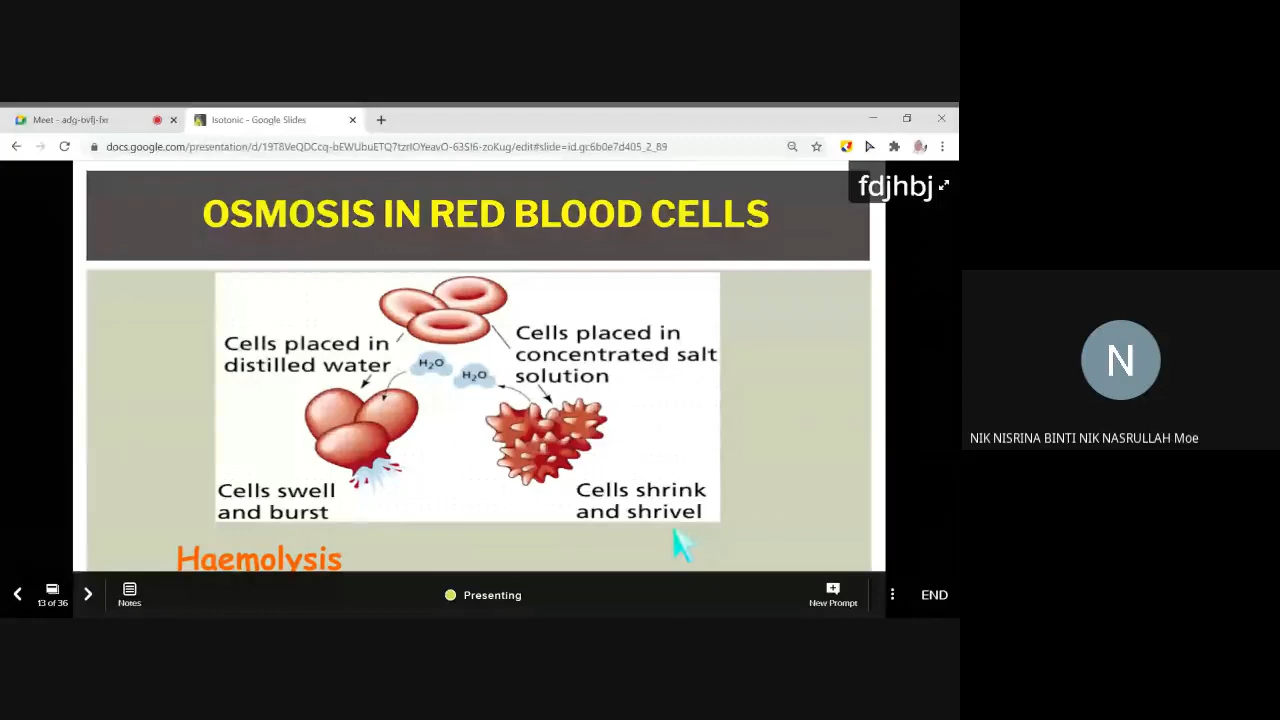 Meet - adg-bvfj-fxr
Isotonic - Google Slides
docs.google.com/presentation/d/19T8VeQDCcq-bEWUbuETQ7tzrIOYeavO-63SI6-zoKug/edit#slide=id.gc6b0e7d405_2_89
fdjhbj
OSMOSIS IN RED BLOOD CELLS
Cells placed in
distilled water
Cells placed in
concentrated salt
solution
H₂O
H₂O
Cells swell
and burst
Cells shrink
and shrivel
Haemolysis
13 of 36
Notes
Presenting
New Prompt
END
N
NIK NISRINA BINTI NIK NASRULLAH Moe